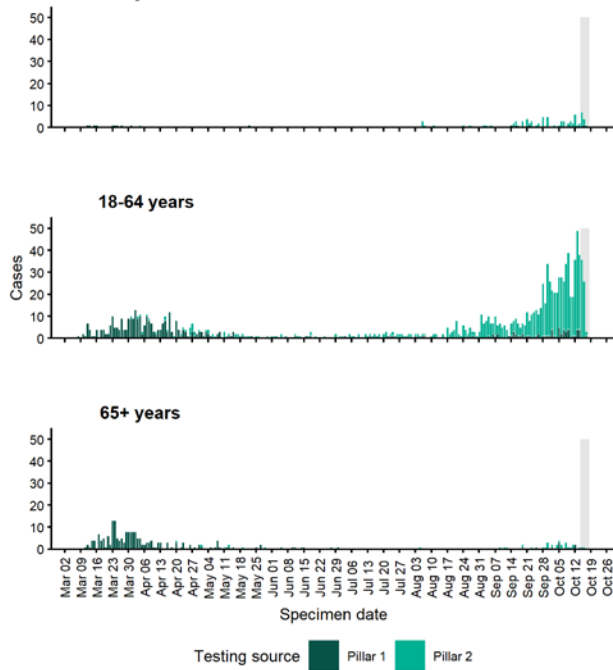 50
40
30
20
10
0
Mar 02
Mar 09
Mar 16
Mar 23
Mar 30
Apr 06
Apr 13
Apr 20
Apr 27
May 04
May 11
May 18
May 25
Jun 01
Jun 08
Jun 15
Jun 22
Jun 29
Jul 06
Jul 13
Jul 20
Jul 27
Aug 03
Aug 10
Aug 17
Aug 24
Aug 31
Sep 07
Sep 14
Sep 21
Sep 28
Oct 05
Oct 12
Oct 19
Oct 26
18-64 years
Cases
50
40
30
20
10
0
65+ years
50
40
30
20
10
0
Specimen date
Testing source Pillar 1 Pillar 2